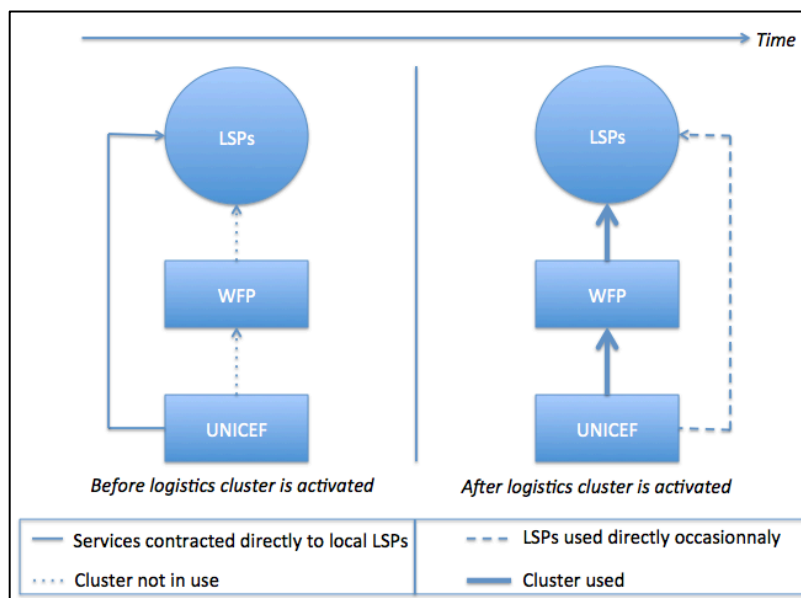 Time
LSPs
LSPs
WFP
WFP
UNICEF
UNICEF
Before logistics cluster is activated
After logistics cluster is activated
Services contracted directly to local LSPs
LSPs used directly occasionnaly
Cluster not in use
Cluster used